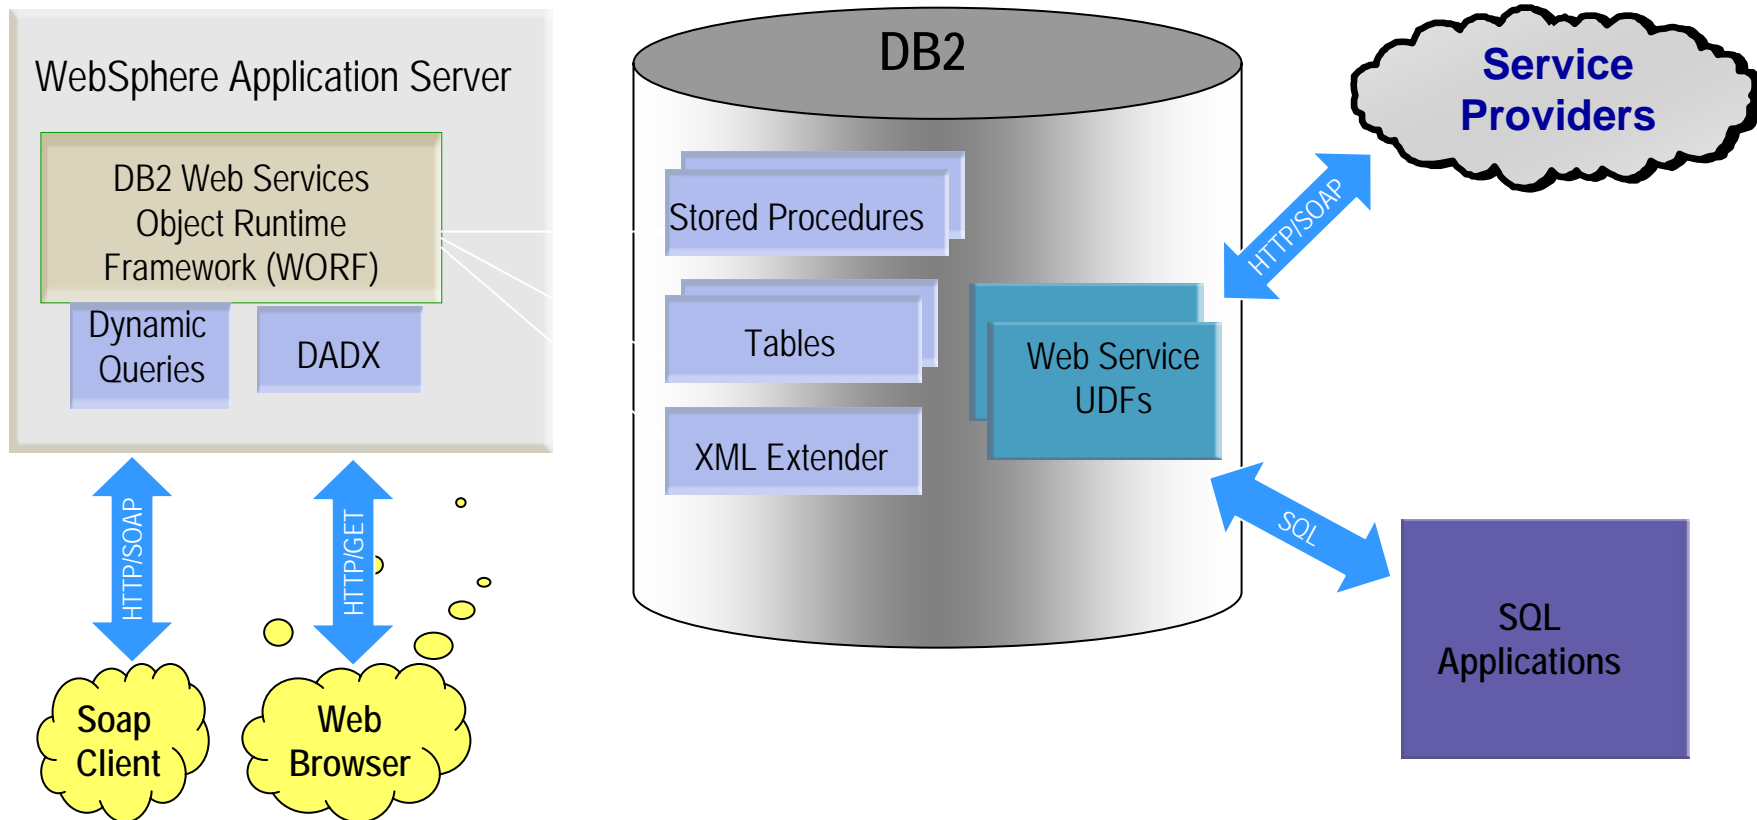 WebSphere Application Server
DB2 Web Services
Object Runtime
Framework (WORF)
Dynamic
Queries
DADX
HTTP/SOAP
HTTP/GET
Soap
Client
Web
Browser
DB2
Stored Procedures
Tables
XML Extender
Web Service
UDFs
Service
Providers
HTTP/SOAP
SQL
SQL
Applications